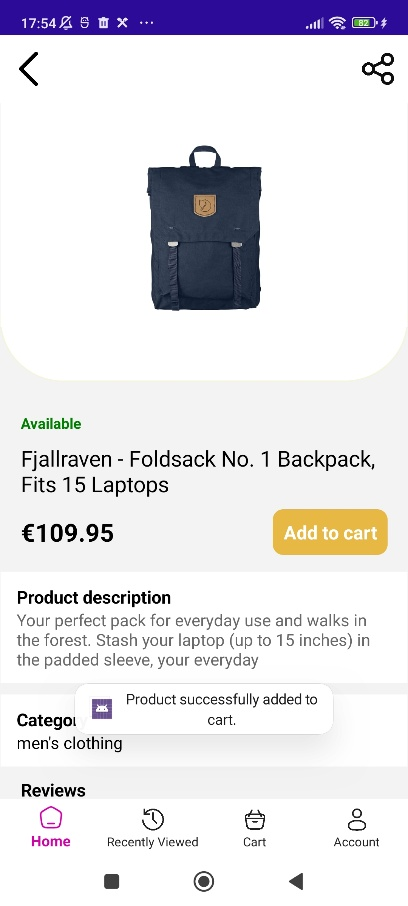 17:54
82
Available
Fjallraven - Foldsack No. 1 Backpack,
Fits 15 Laptops
€109.95
Add to cart
Product description
Your perfect pack for everyday use and walks in
the forest. Stash your laptop (up to 15 inches) in
the padded sleeve, your everyday
Product successfully added to
cart.
men's clothing
Reviews
Home
Recently Viewed
Cart
Account